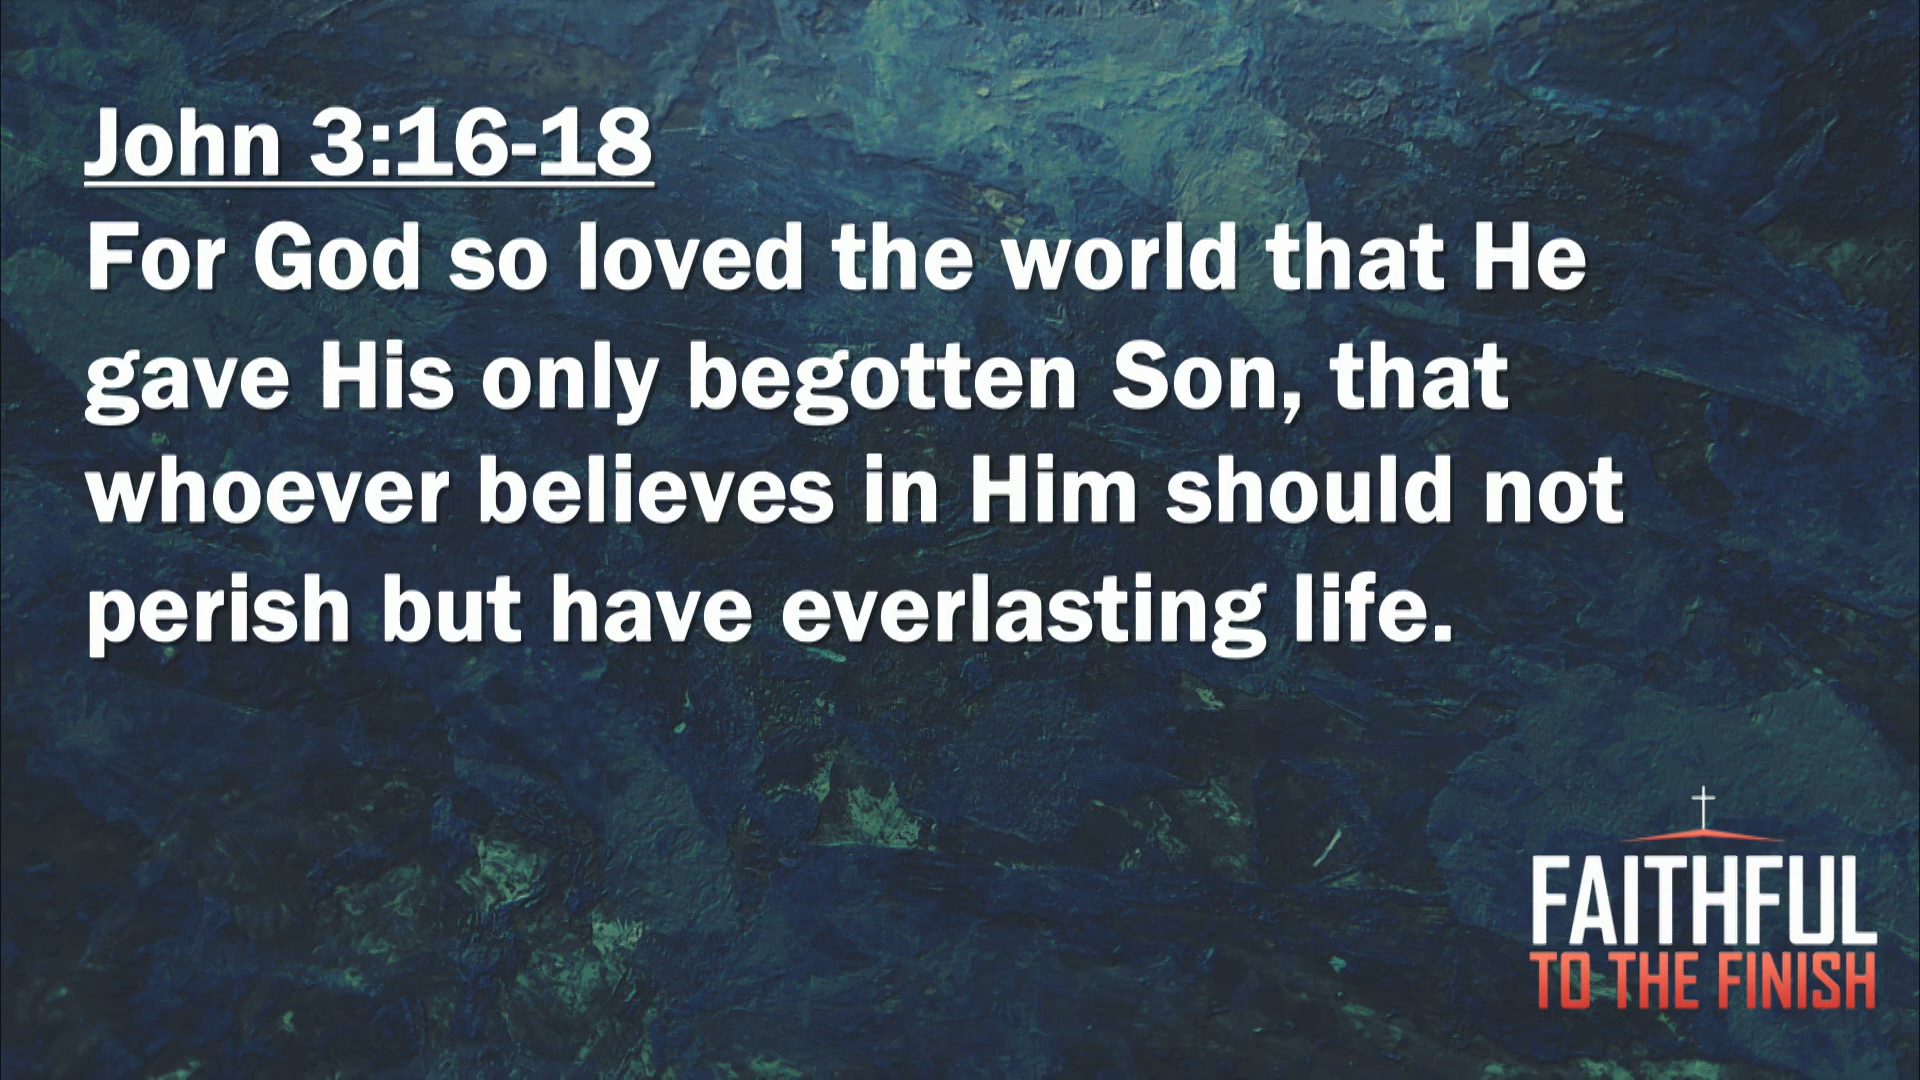 John 3:16-18
For God so loved the world that He
gave His only begotten Son, that
whoever believes in Him should not
perish but have everlasting life.
FAITHFUL
TO THE FINISH